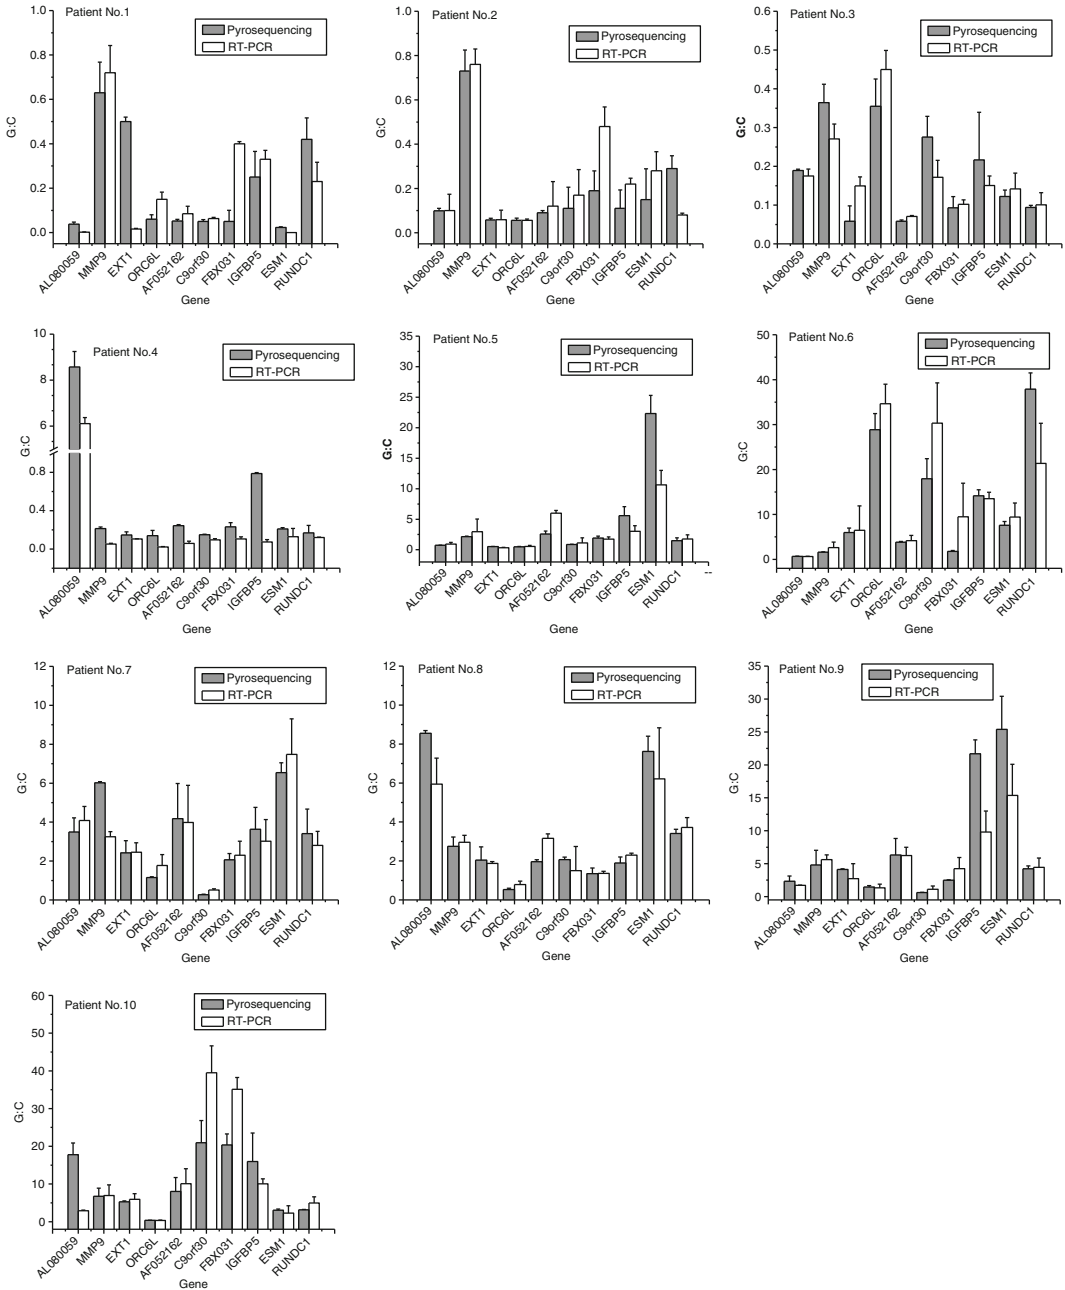 Patient No.1
Pyrosequencing
RT-PCR
1.0
0.8
0.6
0.4
0.2
0.0
G:C
AL080059
MMP9
EXT1
ORC6L
AF052162
C9orf30
FBX031
IGFBP5
ESM1
RUNDC1
Gene
Patient No.2
Pyrosequencing
RT-PCR
1.0
0.8
0.6
0.4
0.2
0.0
G:C
AL080059
MMP9
EXT1
ORC6L
AF052162
C9orf30
FBX031
IGFBP5
ESM1
RUNDC1
Gene
Patient No.3
Pyrosequencing
RT-PCR
0.6
0.5
0.4
0.3
0.2
0.1
0.0
G:C
AL080059
MMP9
EXT1
ORC6L
AF052162
C9orf30
FBX031
IGFBP5
ESM1
RUNDC1
Gene
Patient No.4
Pyrosequencing
RT-PCR
10
8
6
0.8
0.4
0.0
G:C
AL080059
MMP9
EXT1
ORC6L
AF052162
C9orf30
FBX031
IGFBP5
ESM1
RUNDC1
Gene
Patient No.5
Pyrosequencing
RT-PCR
35
30
25
20
15
10
5
0
G:C
AL080059
MMP9
EXT1
ORC6L
AF052162
C9orf30
FBX031
IGFBP5
ESM1
RUNDC1
--
Gene
Patient No.6
Pyrosequencing
RT-PCR
50
40
30
20
10
0
G:C
AL080059
MMP9
EXT1
ORC6L
AF052162
C9orf30
FBX031
IGFBP5
ESM1
RUNDC1
Gene
Patient No.7
Pyrosequencing
RT-PCR
12
10
8
6
4
2
0
G:C
AL080059
MMP9
EXT1
ORC6L
AF052162
C9orf30
FBX031
IGFBP5
ESM1
RUNDC1
Gene
Patient No.8
Pyrosequencing
RT-PCR
12
10
8
6
4
2
0
G:C
AL080059
MMP9
EXT1
ORC6L
AF052162
C9orf30
FBX031
IGFBP5
ESM1
RUNDC1
Gene
Patient No.9
Pyrosequencing
RT-PCR
35
30
25
20
15
10
5
0
G:C
AL080059
MMP9
EXT1
ORC6L
AF052162
C9orf30
FBX031
IGFBP5
ESM1
RUNDC1
Gene
Patient No.10
Pyrosequencing
RT-PCR
60
50
40
30
20
10
0
G:C
AL080059
MMP9
EXT1
ORC6L
AF052162
C9orf30
FBX031
IGFBP5
ESM1
RUNDC1
Gene